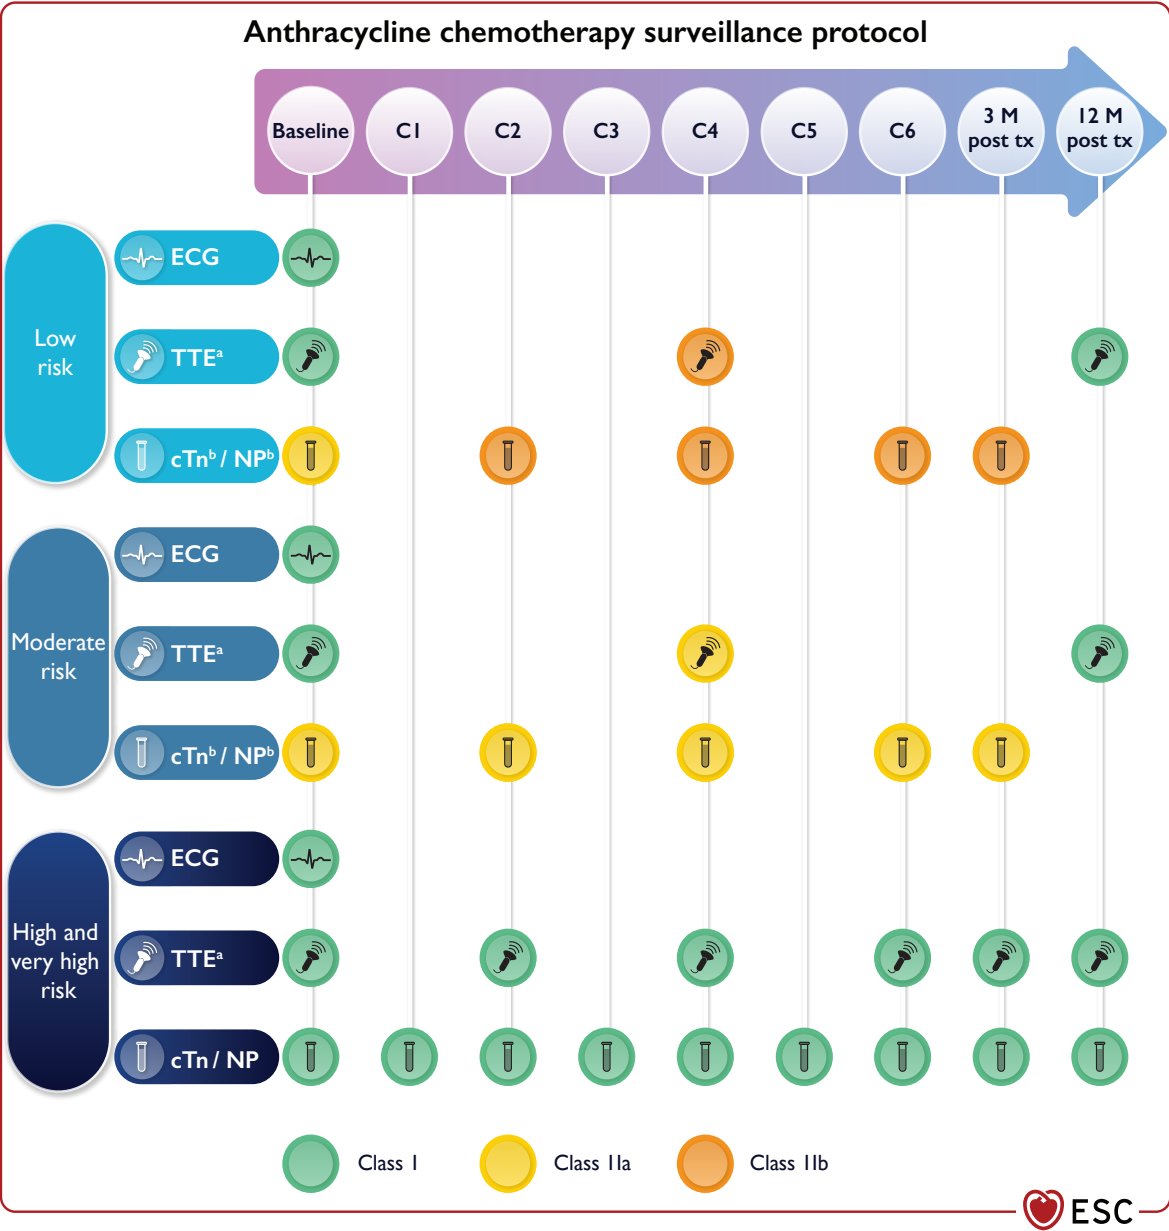 Anthracycline chemotherapy surveillance protocol
Baseline
C1
C2
C3
C4
C5
C6
3 M
post tx
12 M
post tx
Low
risk
ECG
TTEᵃ
cTnᵇ / NPᵇ
Moderate
risk
ECG
TTEᵃ
cTnᵇ / NPᵇ
High and
very high
risk
ECG
TTEᵃ
cTn / NP
Class I
Class IIa
Class IIb
ESC